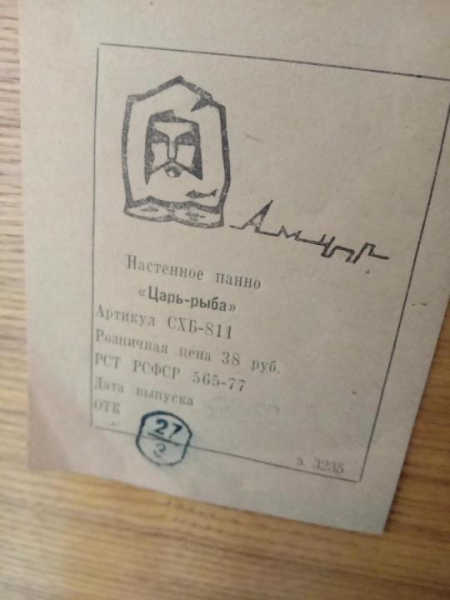 Амур
Настенное панно
«Царь-рыба»
Артикул СХБ-811
Розничная цена 38 руб.
РСТ РСФСР 565-77
Дата выпуска
ОТК
27
3
з. 3235